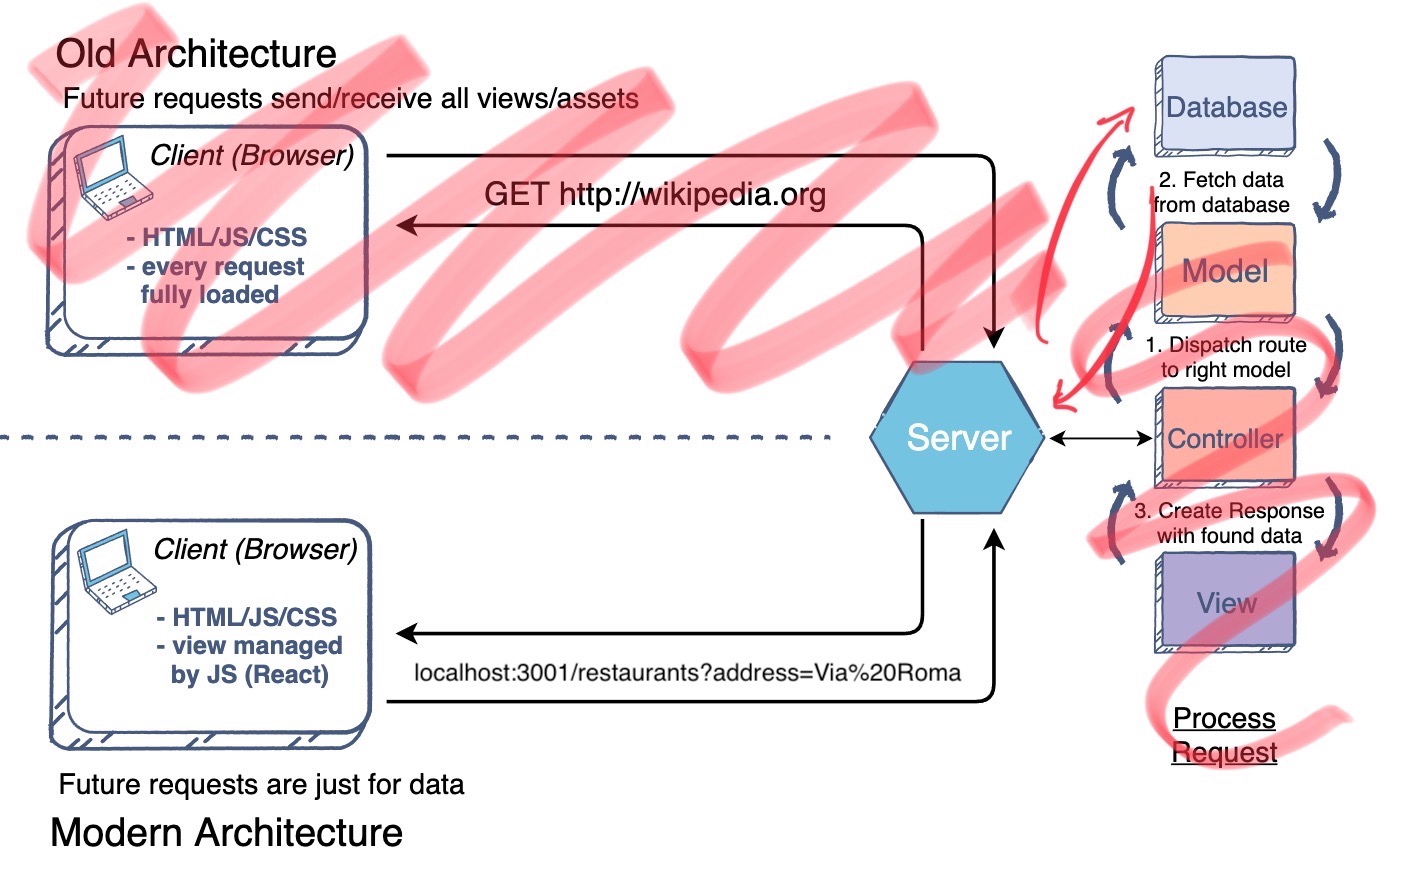 Old Architecture
Future requests send/receive all views/assets
Client (Browser)
- HTML/JS/CSS
- every request
fully loaded
GET http://wikipedia.org
Database
2. Fetch data
from database
Model
1. Dispatch route
to right model
Server
Controller
3. Create Response
with found data
View
Process
Request
Client (Browser)
- HTML/JS/CSS
- view managed
by JS (React)
localhost:3001/restaurants?address=Via%20Roma
Future requests are just for data
Modern Architecture